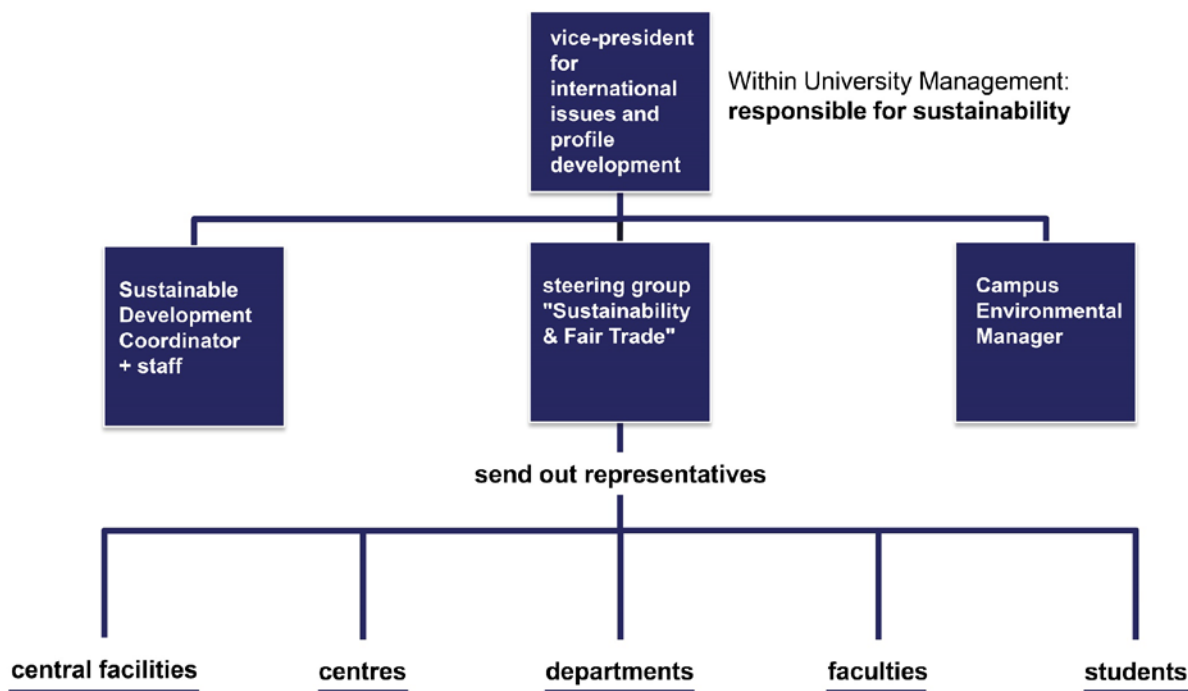 vice-president
for
international
issues and
profile
development
Within University Management:
responsible for sustainability
Sustainable
Development
Coordinator
+ staff
steering group
"Sustainability
& Fair Trade"
Campus
Environmental
Manager
send out representatives
central facilities
centres
departments
faculties
students